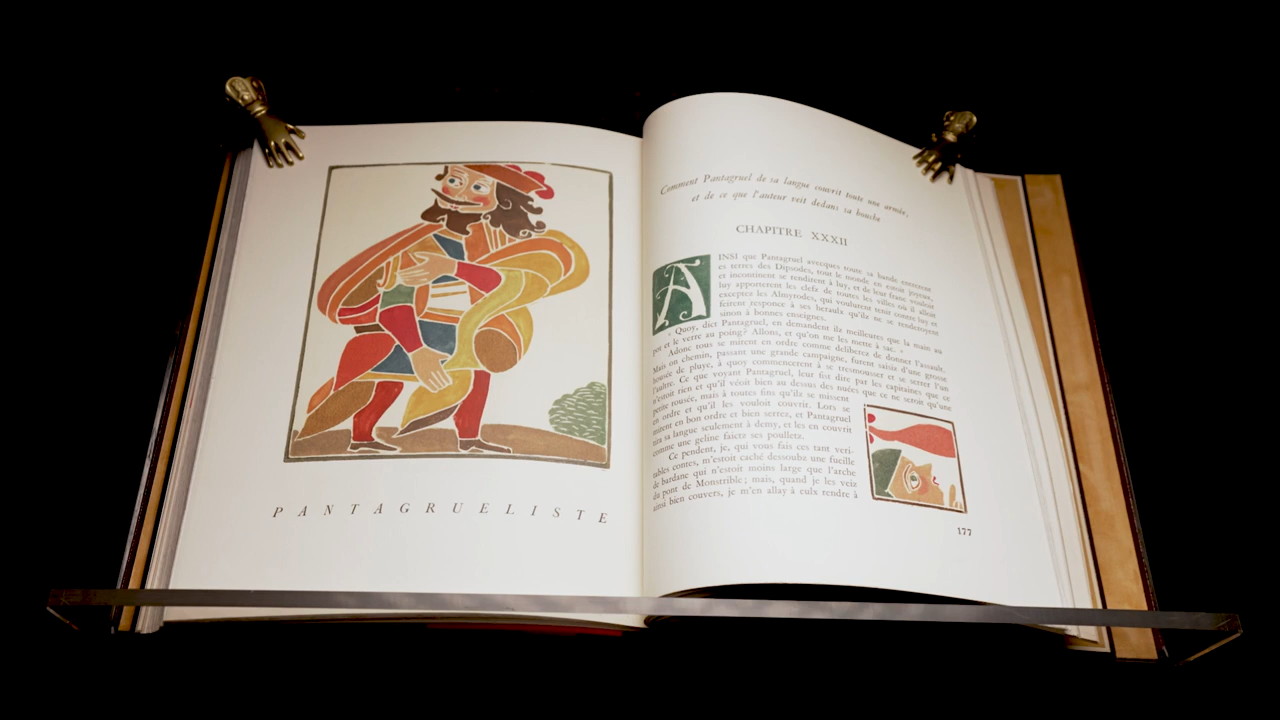 PANTAGRUELISTE
Comment Pantagruel de sa langue couvrit toute une armée,
et de ce que l'auteur veit dedans sa bouche
CHAPITRE XXXII
AINSI que Pantagruel avecques toute sa bande entrerent
es terres des Dipsodes, tout le monde en estoit joyeux,
et incontinent se rendirent à luy, et de leur franc vouloir
luy apporterent les clefz de toutes les villes où il alloit
exceptez les Almyrodes, qui voulurent tenir contre luy et
feirent responce à ses heraulx qu'ilz ne se renderoyent
sinon à bonnes enseignes.
« Quoy, dict Pantagruel, en demandent ilz meilleures que la main au
pot et le verre au poing? Allons, et qu'on me les mette à sac. »
Adonc tous se mirent en ordre comme deliberez de donner l'assault.
Mais on chemin, passant une grande campaigne, furent saisiz d'une grosse
housée de pluye, à quoy commencerent à se tresmousser et se serrer l'un
l'aultre. Ce que voyant Pantagruel, leur fist dire par les capitaines que ce
n'estoit rien et qu'il veoit bien au dessus des nuées que ce ne seroit qu'une
petite rousée, mais à toutes fins qu'ilz se missent
en ordre et qu'il les vouloit couvrir. Lors se
mirent en bon ordre et bien serrez, et Pantagruel
tira sa langue seulement à demy, et les en couvrit
comme une geline faictz ses poulletz.
Ce pendent, je, qui vous fais ces tant veri-
tables contes, m'estoit caché dessoubz une fueille
de bardane qui n'estoit moins large que l'arche
du pont de Monstrible; mais, quand je les veiz
ainsi bien couvers, je m'en allay à eulx rendre à
177